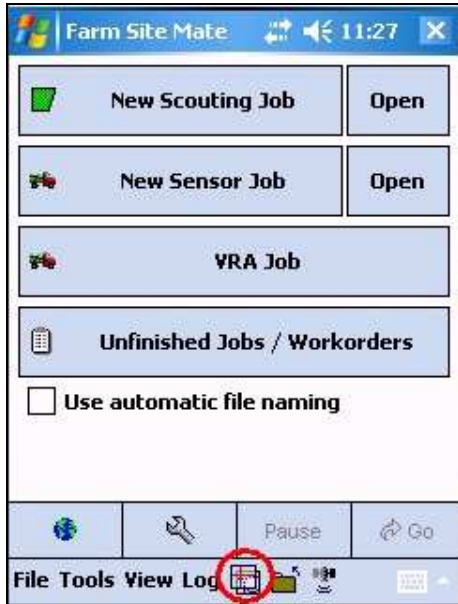 Farm Site Mate 11:27
New Scouting Job Open
New Sensor Job Open
VRA Job
Unfinished Jobs / Workorders
Use automatic file naming
Pause Go
File Tools View Log